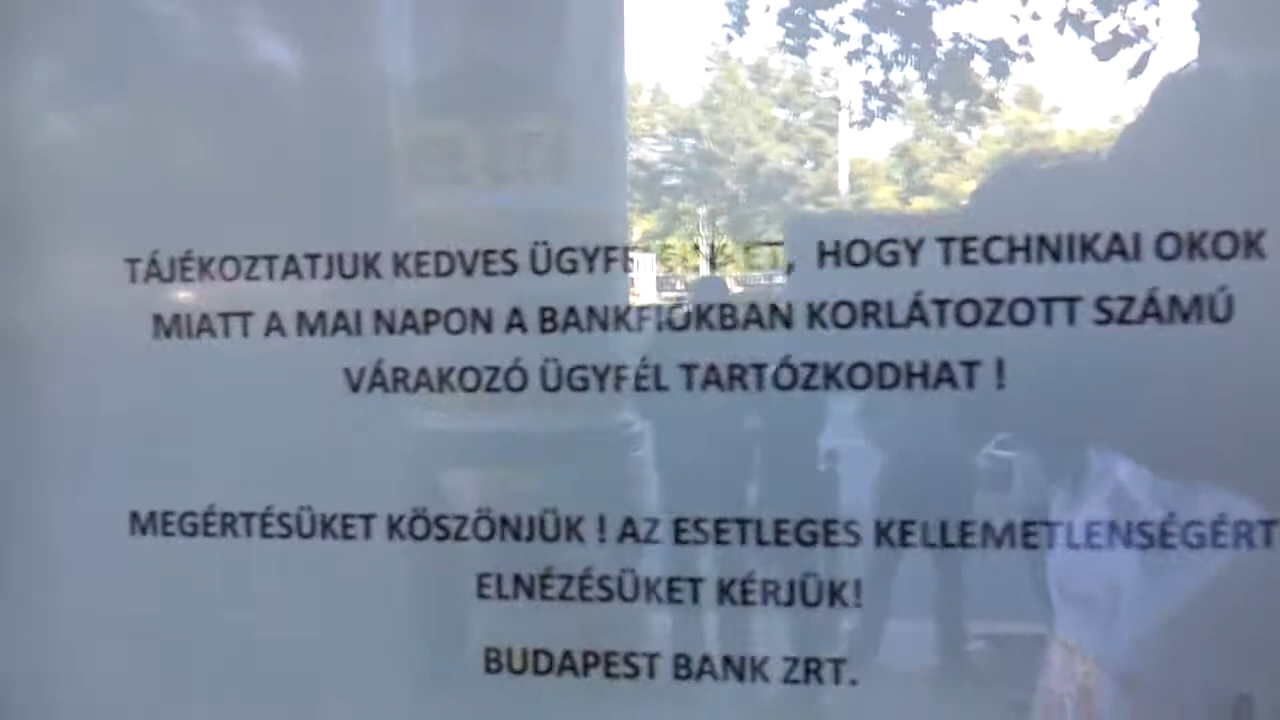 TÁJÉKOZTATJUK KEDVES HOGY TECHNIKAI OKOK
MIATT A MAI NAPON A BANKFIÓKBAN KORLÁTOZOTT SZÁMÚ
VÁRAKOZÓ ÜGYFÉL TARTÓZKODHAT !
MEGÉRTÉSÜKET KÖSZÖNJÜK ! AZ ESETLEGES KELLEMETLENSÉGÉRT
ELNÉZÉSÜKET KÉRJÜK!
BUDAPEST BANK ZRT.